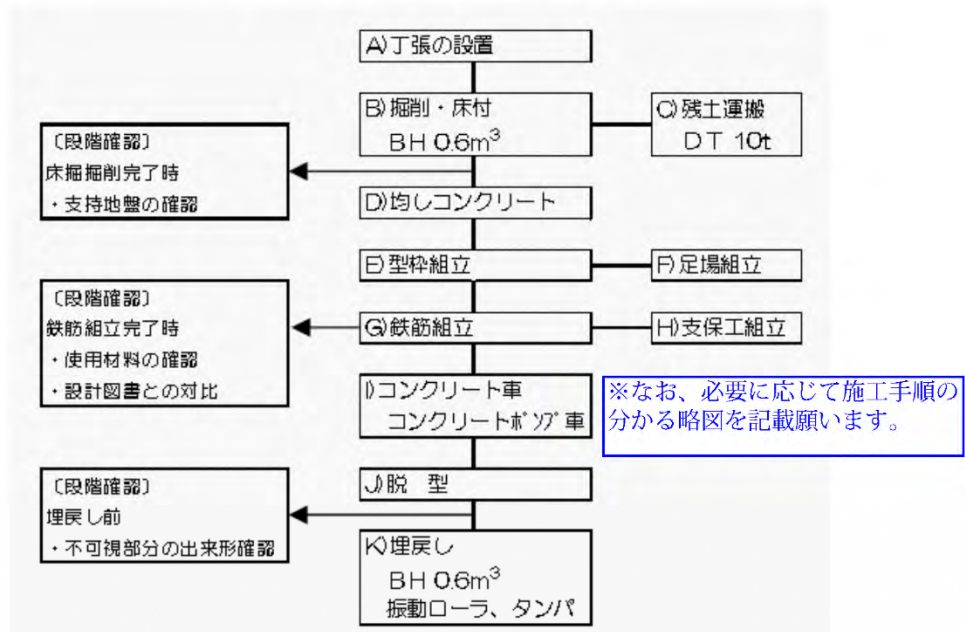 A)丁張の設置
B)掘削・床付
BH 0.6m³
C)残土運搬
DT 10t
〔段階確認〕
床掘掘削完了時
・支持地盤の確認
D)均しコンクリート
E)型枠組立
F)足場組立
〔段階確認〕
鉄筋組立完了時
・使用材料の確認
・設計図書との対比
G)鉄筋組立
H)支保工組立
I)コンクリート車
コンクリートポンプ車
※なお、必要に応じて施工手順の
分かる略図を記載願います。
J)脱 型
〔段階確認〕
埋戻し前
・不可視部分の出来形確認
K)埋戻し
BH 0.6m³
振動ローラ、タンパ